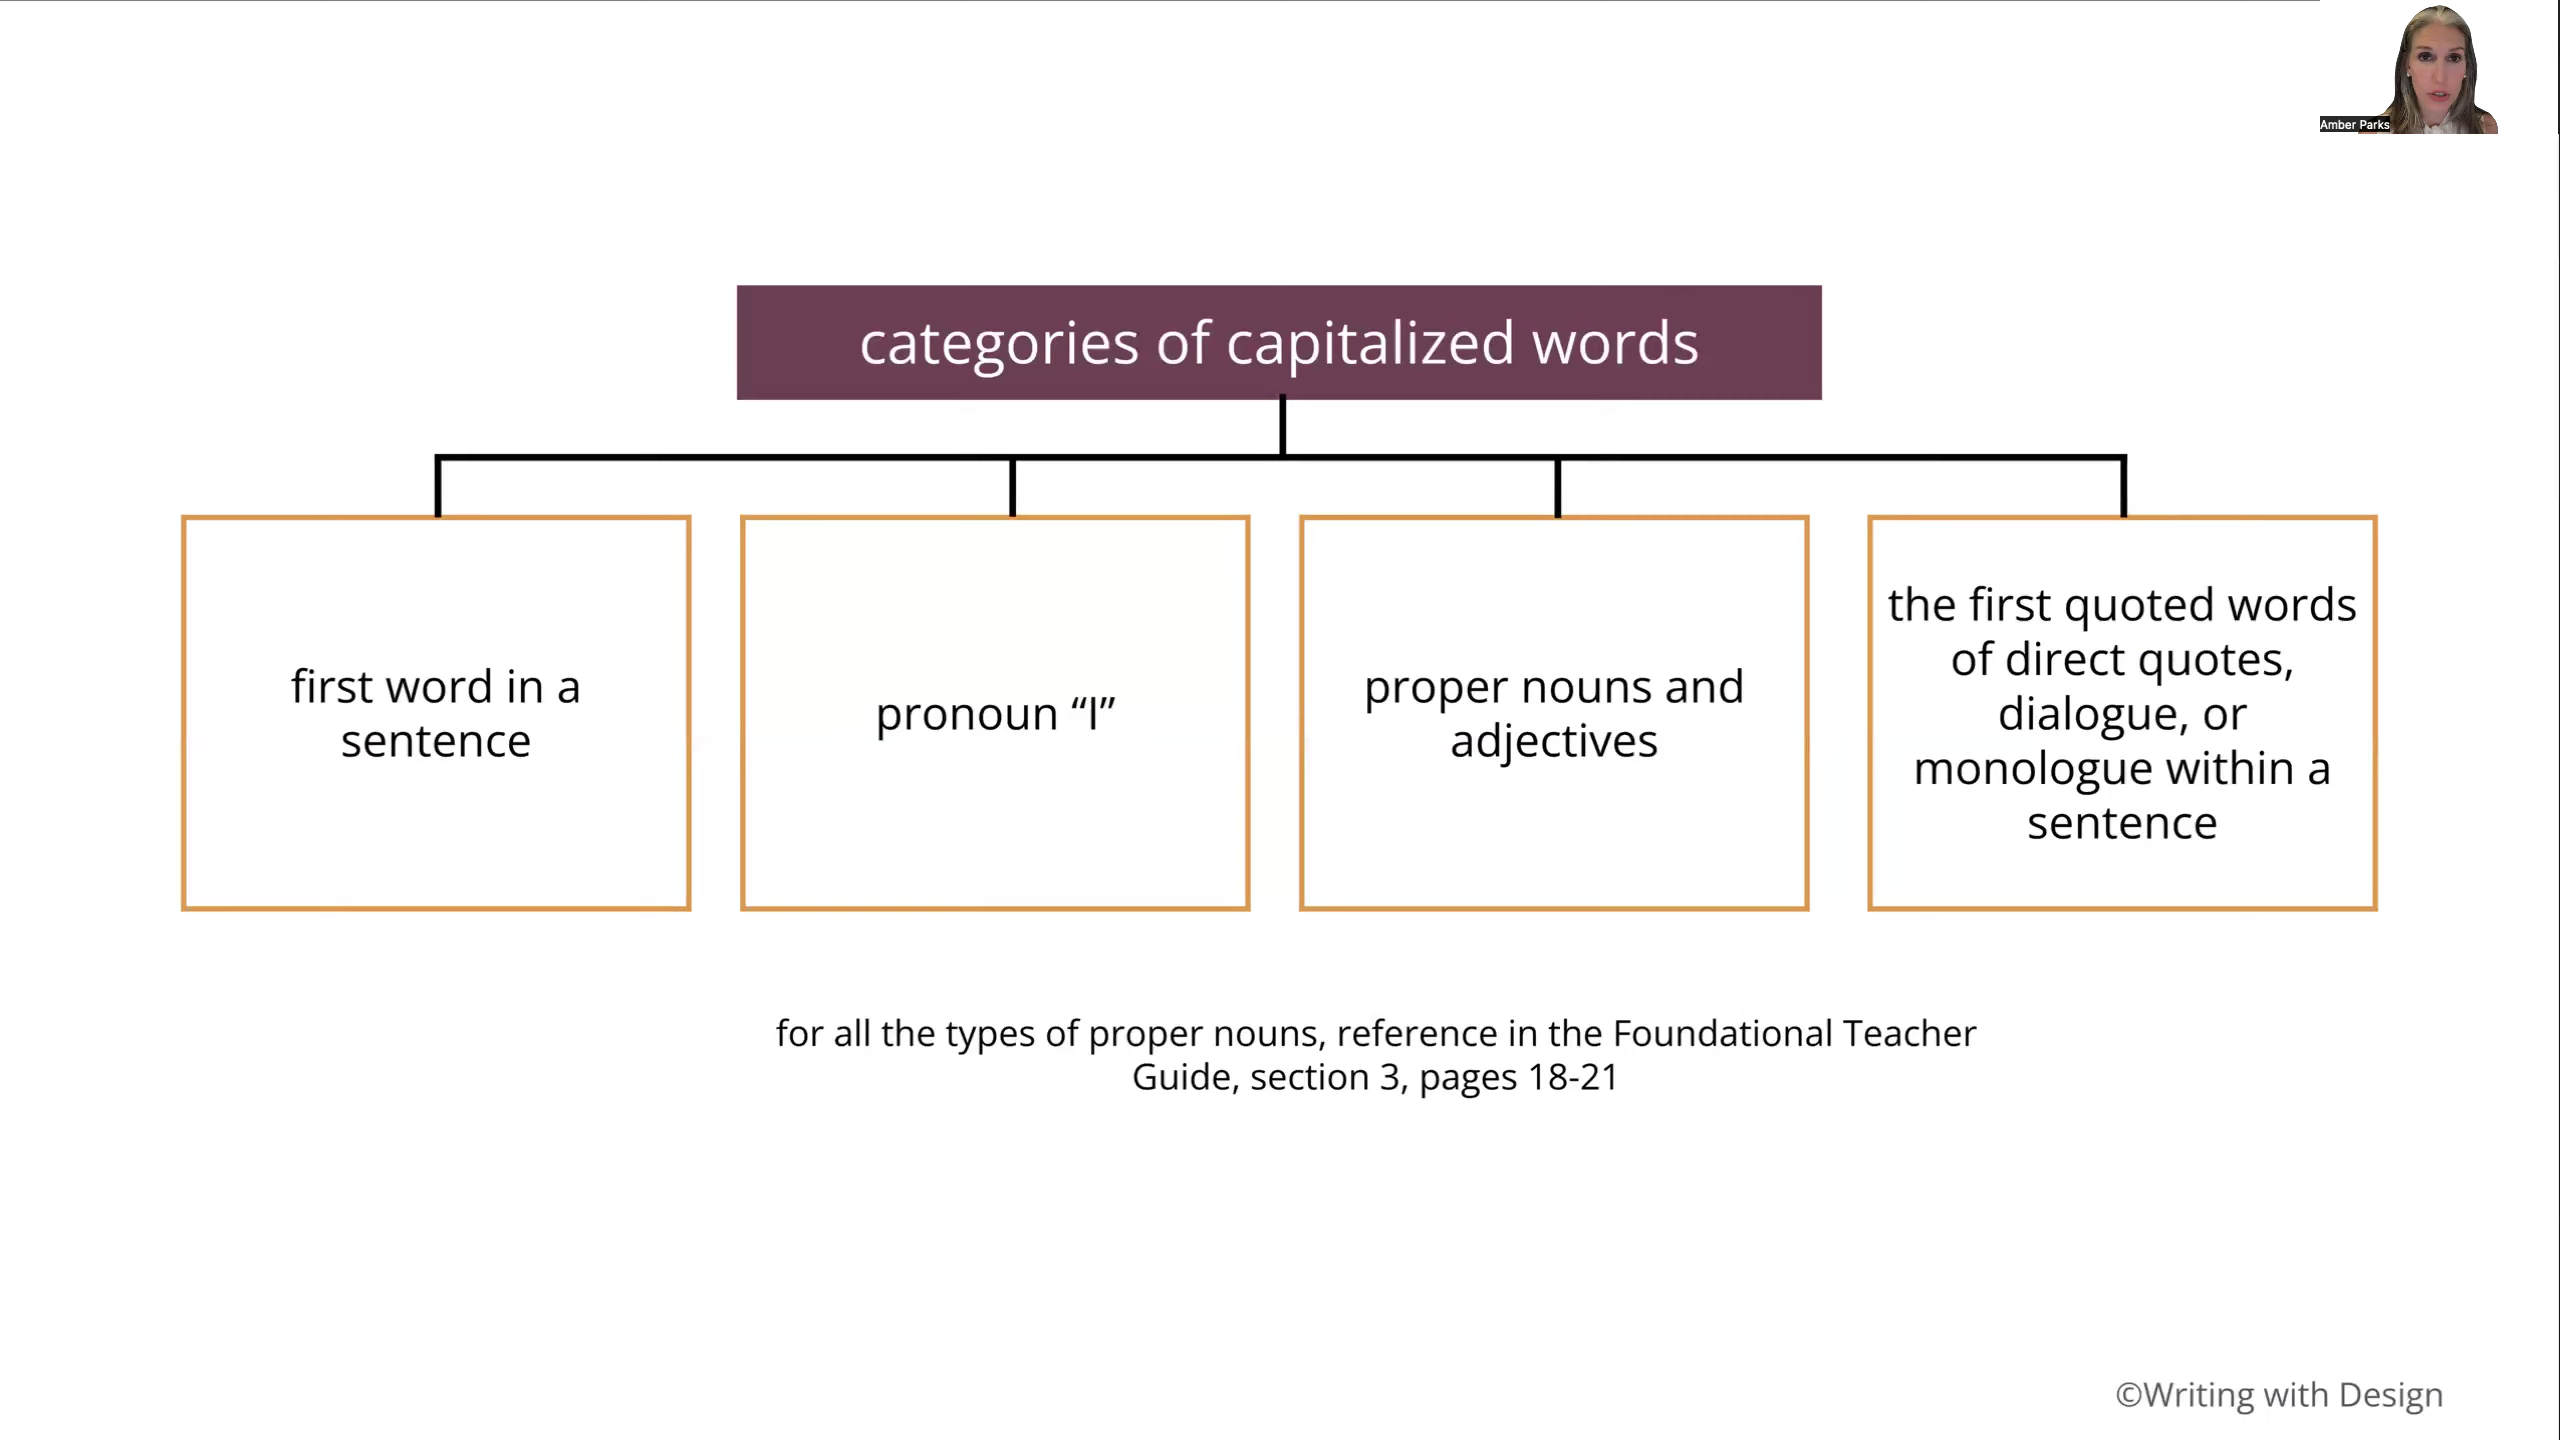 Amber Parks
categories of capitalized words
first word in a
sentence
pronoun “I”
proper nouns and
adjectives
the first quoted words
of direct quotes,
dialogue, or
monologue within a
sentence
for all the types of proper nouns, reference in the Foundational Teacher
Guide, section 3, pages 18-21
©Writing with Design